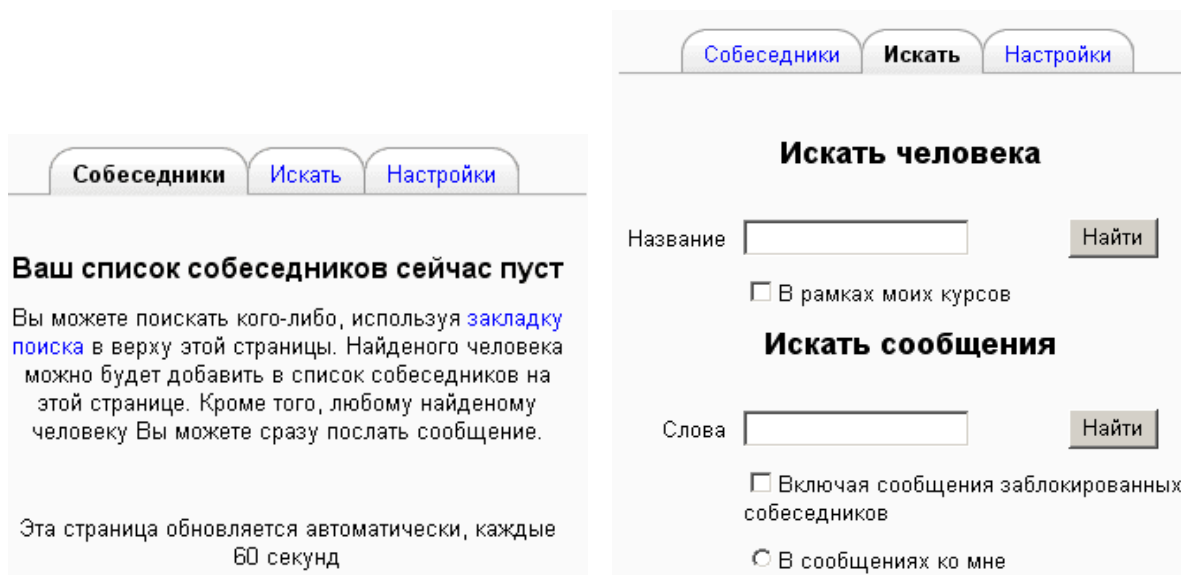 Собеседники Искать Настройки
Ваш список собеседников сейчас пуст
Вы можете поискать кого-либо, используя закладку
поиска в верху этой страницы. Найденого человека
можно будет добавить в список собеседников на
этой странице. Кроме того, любому найденому
человеку Вы можете сразу послать сообщение.
Эта страница обновляется автоматически, каждые
60 секунд
Собеседники Искать Настройки
Искать человека
Название Найти
В рамках моих курсов
Искать сообщения
Слова Найти
Включая сообщения заблокированных
собеседников
В сообщениях ко мне